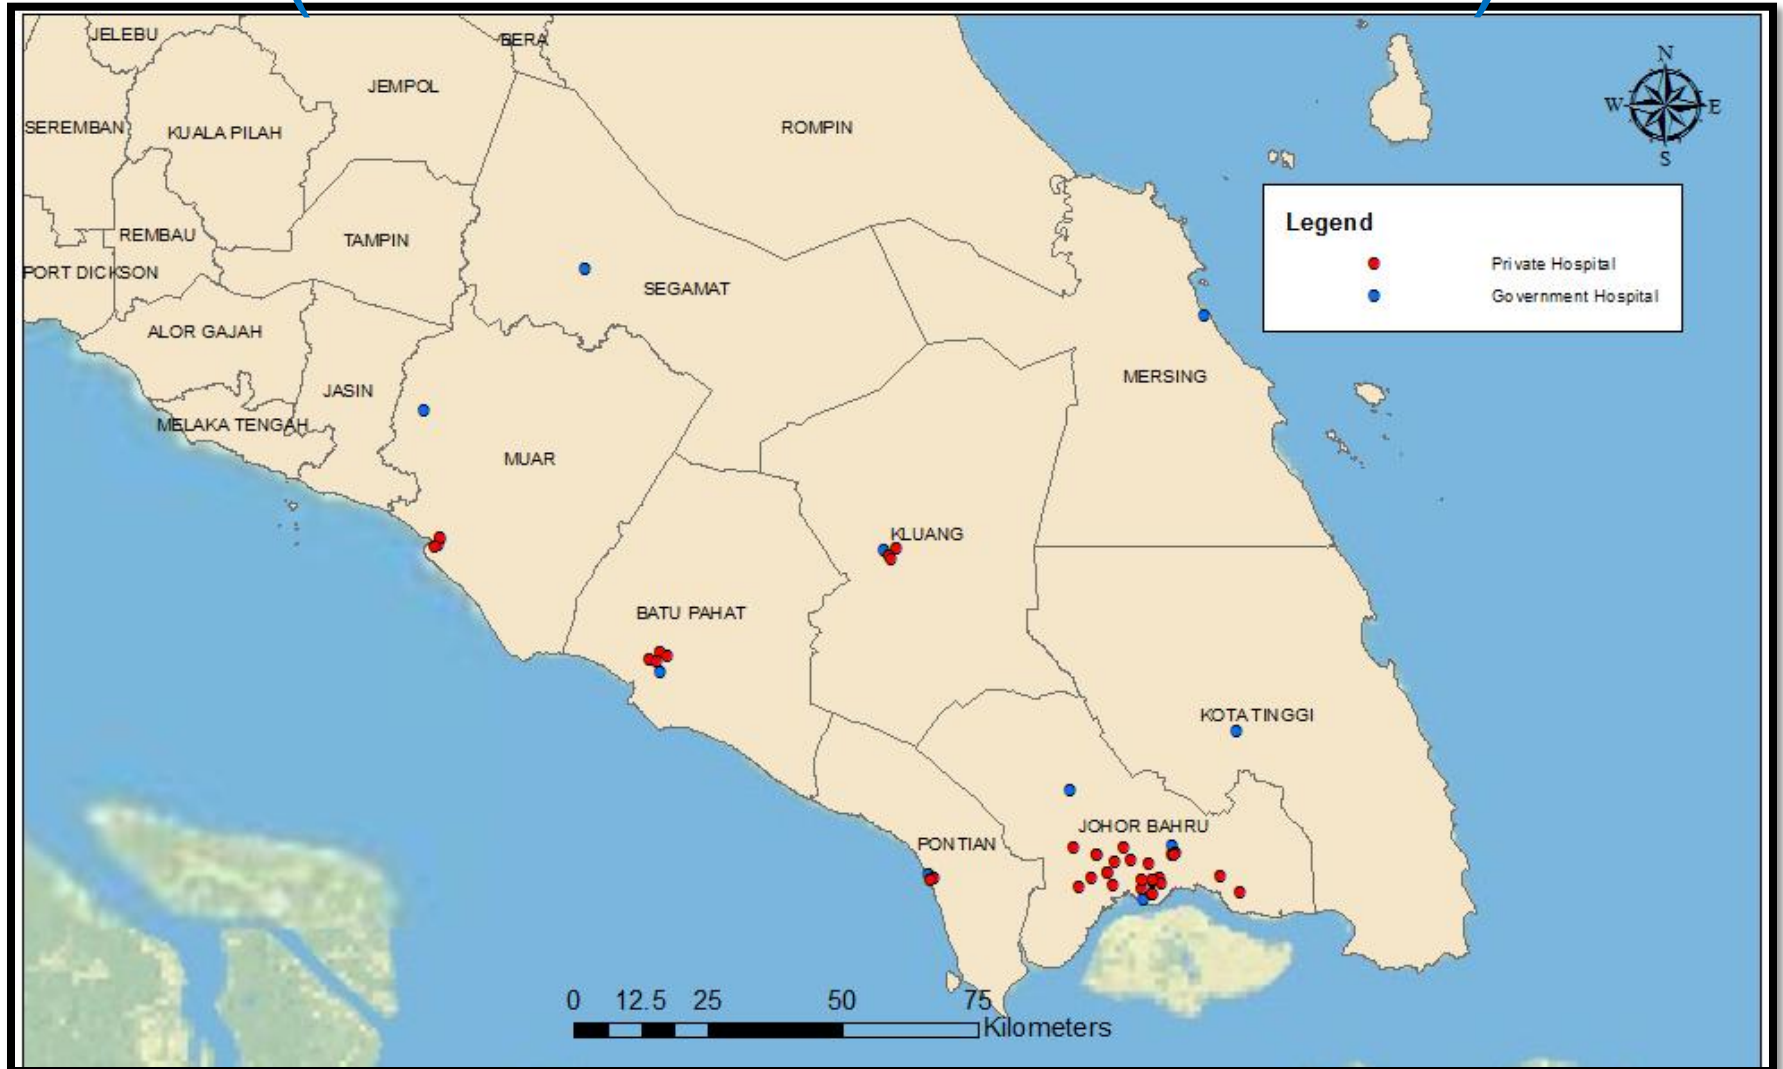 JELEBU
BERA
N
JEMPOL
W E
SEREMBAN
KUALA PILAH
ROMPIN
S
Legend
REMBAU
TAMPIN
Private Hospital
PORT DICKSON
SEGAMAT
Government Hospital
ALOR GAJAH
MERSING
JASIN
MELAKA TENGAH
MUAR
KLUANG
BATU PAHAT
KOTA TINGGI
JOHOR BAHRU
PONTIAN
0 12.5 25 50 75
Kilometers